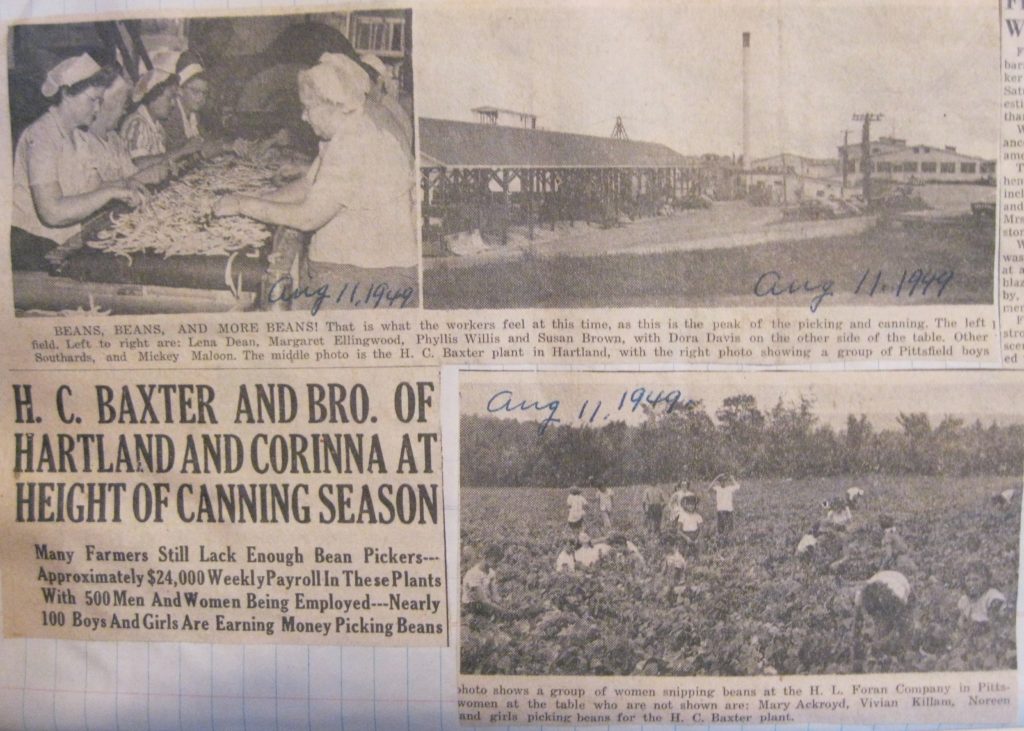 Aug 11, 1949
Aug 11, 1949
BEANS, BEANS, AND MORE BEANS! That is what the workers feel at this time, as this is the peak of the picking and canning. The left
field. Left to right are: Lena Dean, Margaret Ellingwood, Phyllis Willis and Susan Brown, with Dora Davis on the other side of the table. Other
Southards, and Mickey Maloon. The middle photo is the H. C. Baxter plant in Hartland, with the right photo showing a group of Pittsfield boys
H. C. BAXTER AND BRO. OF
HARTLAND AND CORINNA AT
HEIGHT OF CANNING SEASON
Many Farmers Still Lack Enough Bean Pickers---
Approximately $24,000 Weekly Payroll In These Plants
With 500 Men And Women Being Employed---Nearly
100 Boys And Girls Are Earning Money Picking Beans
Aug 11, 1949
photo shows a group of women snipping beans at the H. L. Foran Company in Pitts-
women at the table who are not shown are: Mary Ackroyd, Vivian Killam, Noreen
and girls picking beans for the H. C. Baxter plant.